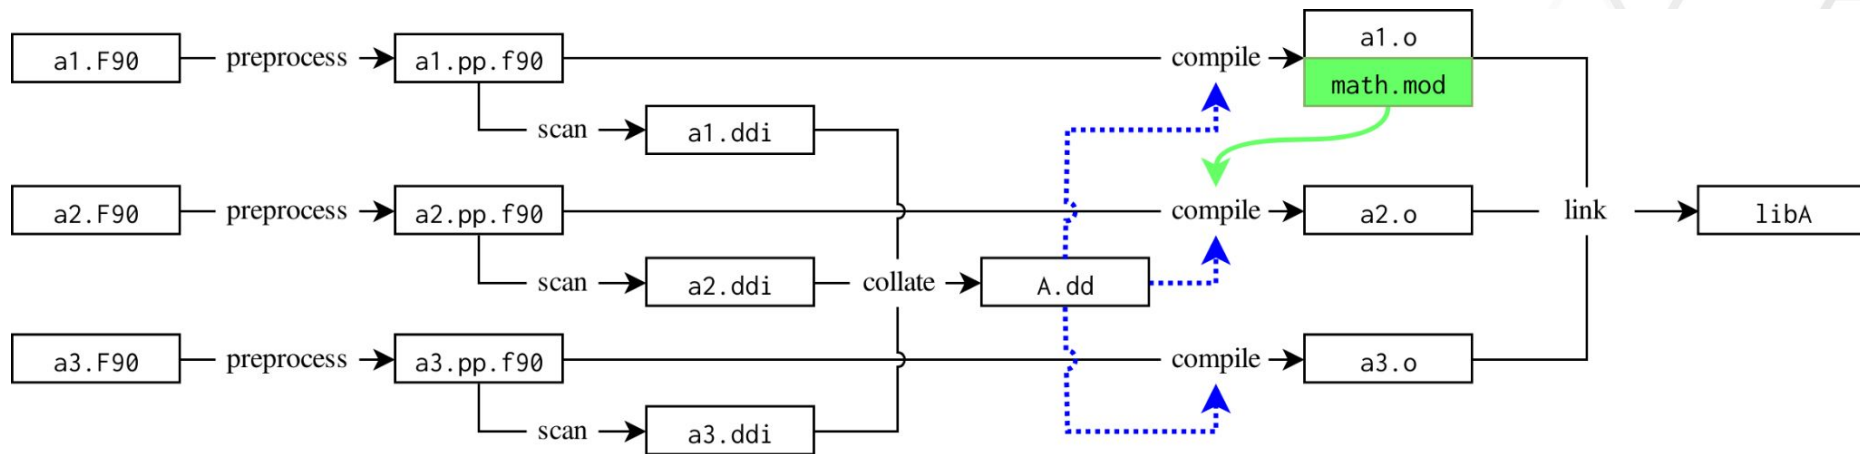 a1.F90 preprocess a1.pp.f90 compile a1.o
math.mod
scan a1.ddi
a2.F90 preprocess a2.pp.f90 compile a2.o link libA
scan a2.ddi collate A.dd
a3.F90 preprocess a3.pp.f90 compile a3.o
scan a3.ddi